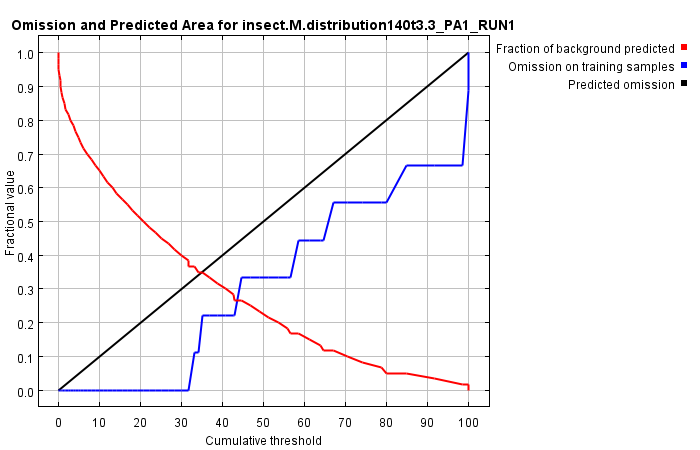 Omission and Predicted Area for insect.M.distribution140t3.3_PA1_RUN1
Fraction of background predicted
Omission on training samples
Predicted omission
Fractional value
1.0
0.9
0.8
0.7
0.6
0.5
0.4
0.3
0.2
0.1
0.0
0 10 20 30 40 50 60 70 80 90 100
Cumulative threshold